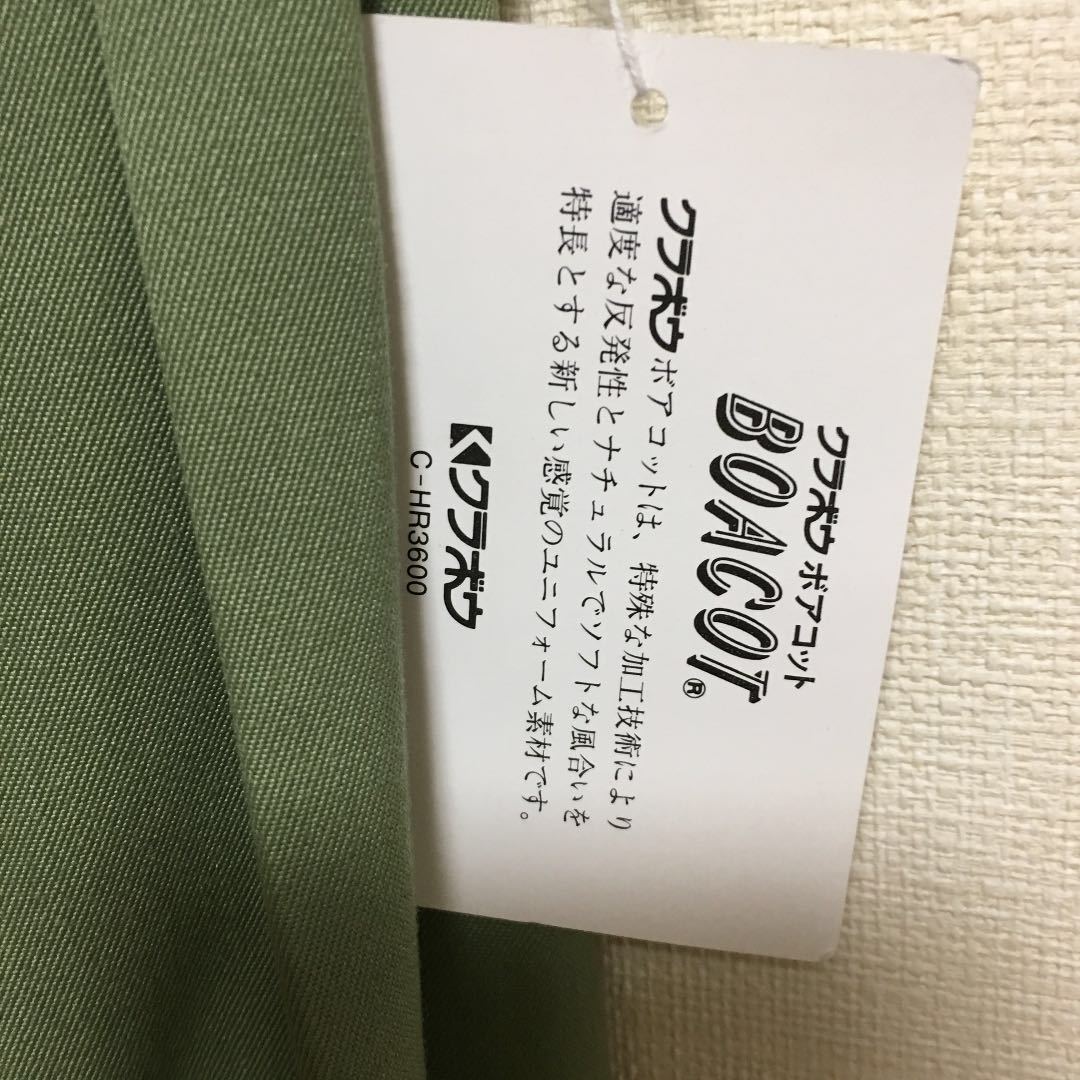 クラボウ ボアコット
BOACOT®
クラボウボアコットは、特殊な加工技術により
適度な反発性とナチュラルでソフトな風合いを
特長とする新しい感覚のユニフォーム素材です。
クラボウ
C-HR3600